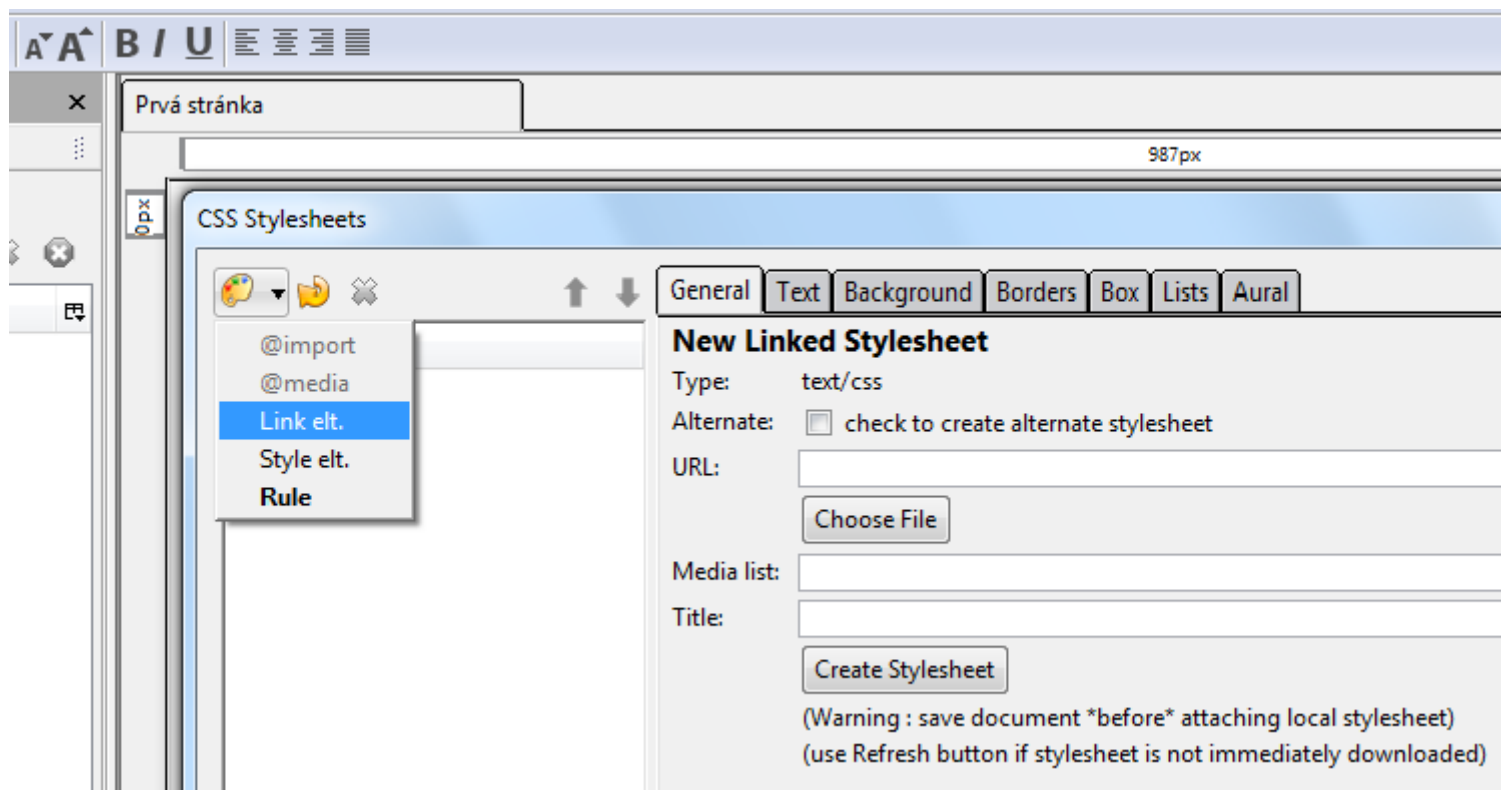 A A B I U
Prvá stránka
987px
0px
CSS Stylesheets
General Text Background Borders Box Lists Aural
@import
@media
Link elt.
Style elt.
Rule
New Linked Stylesheet
Type: text/css
Alternate: check to create alternate stylesheet
URL:
Choose File
Media list:
Title:
Create Stylesheet
(Warning : save document *before* attaching local stylesheet)
(use Refresh button if stylesheet is not immediately downloaded)